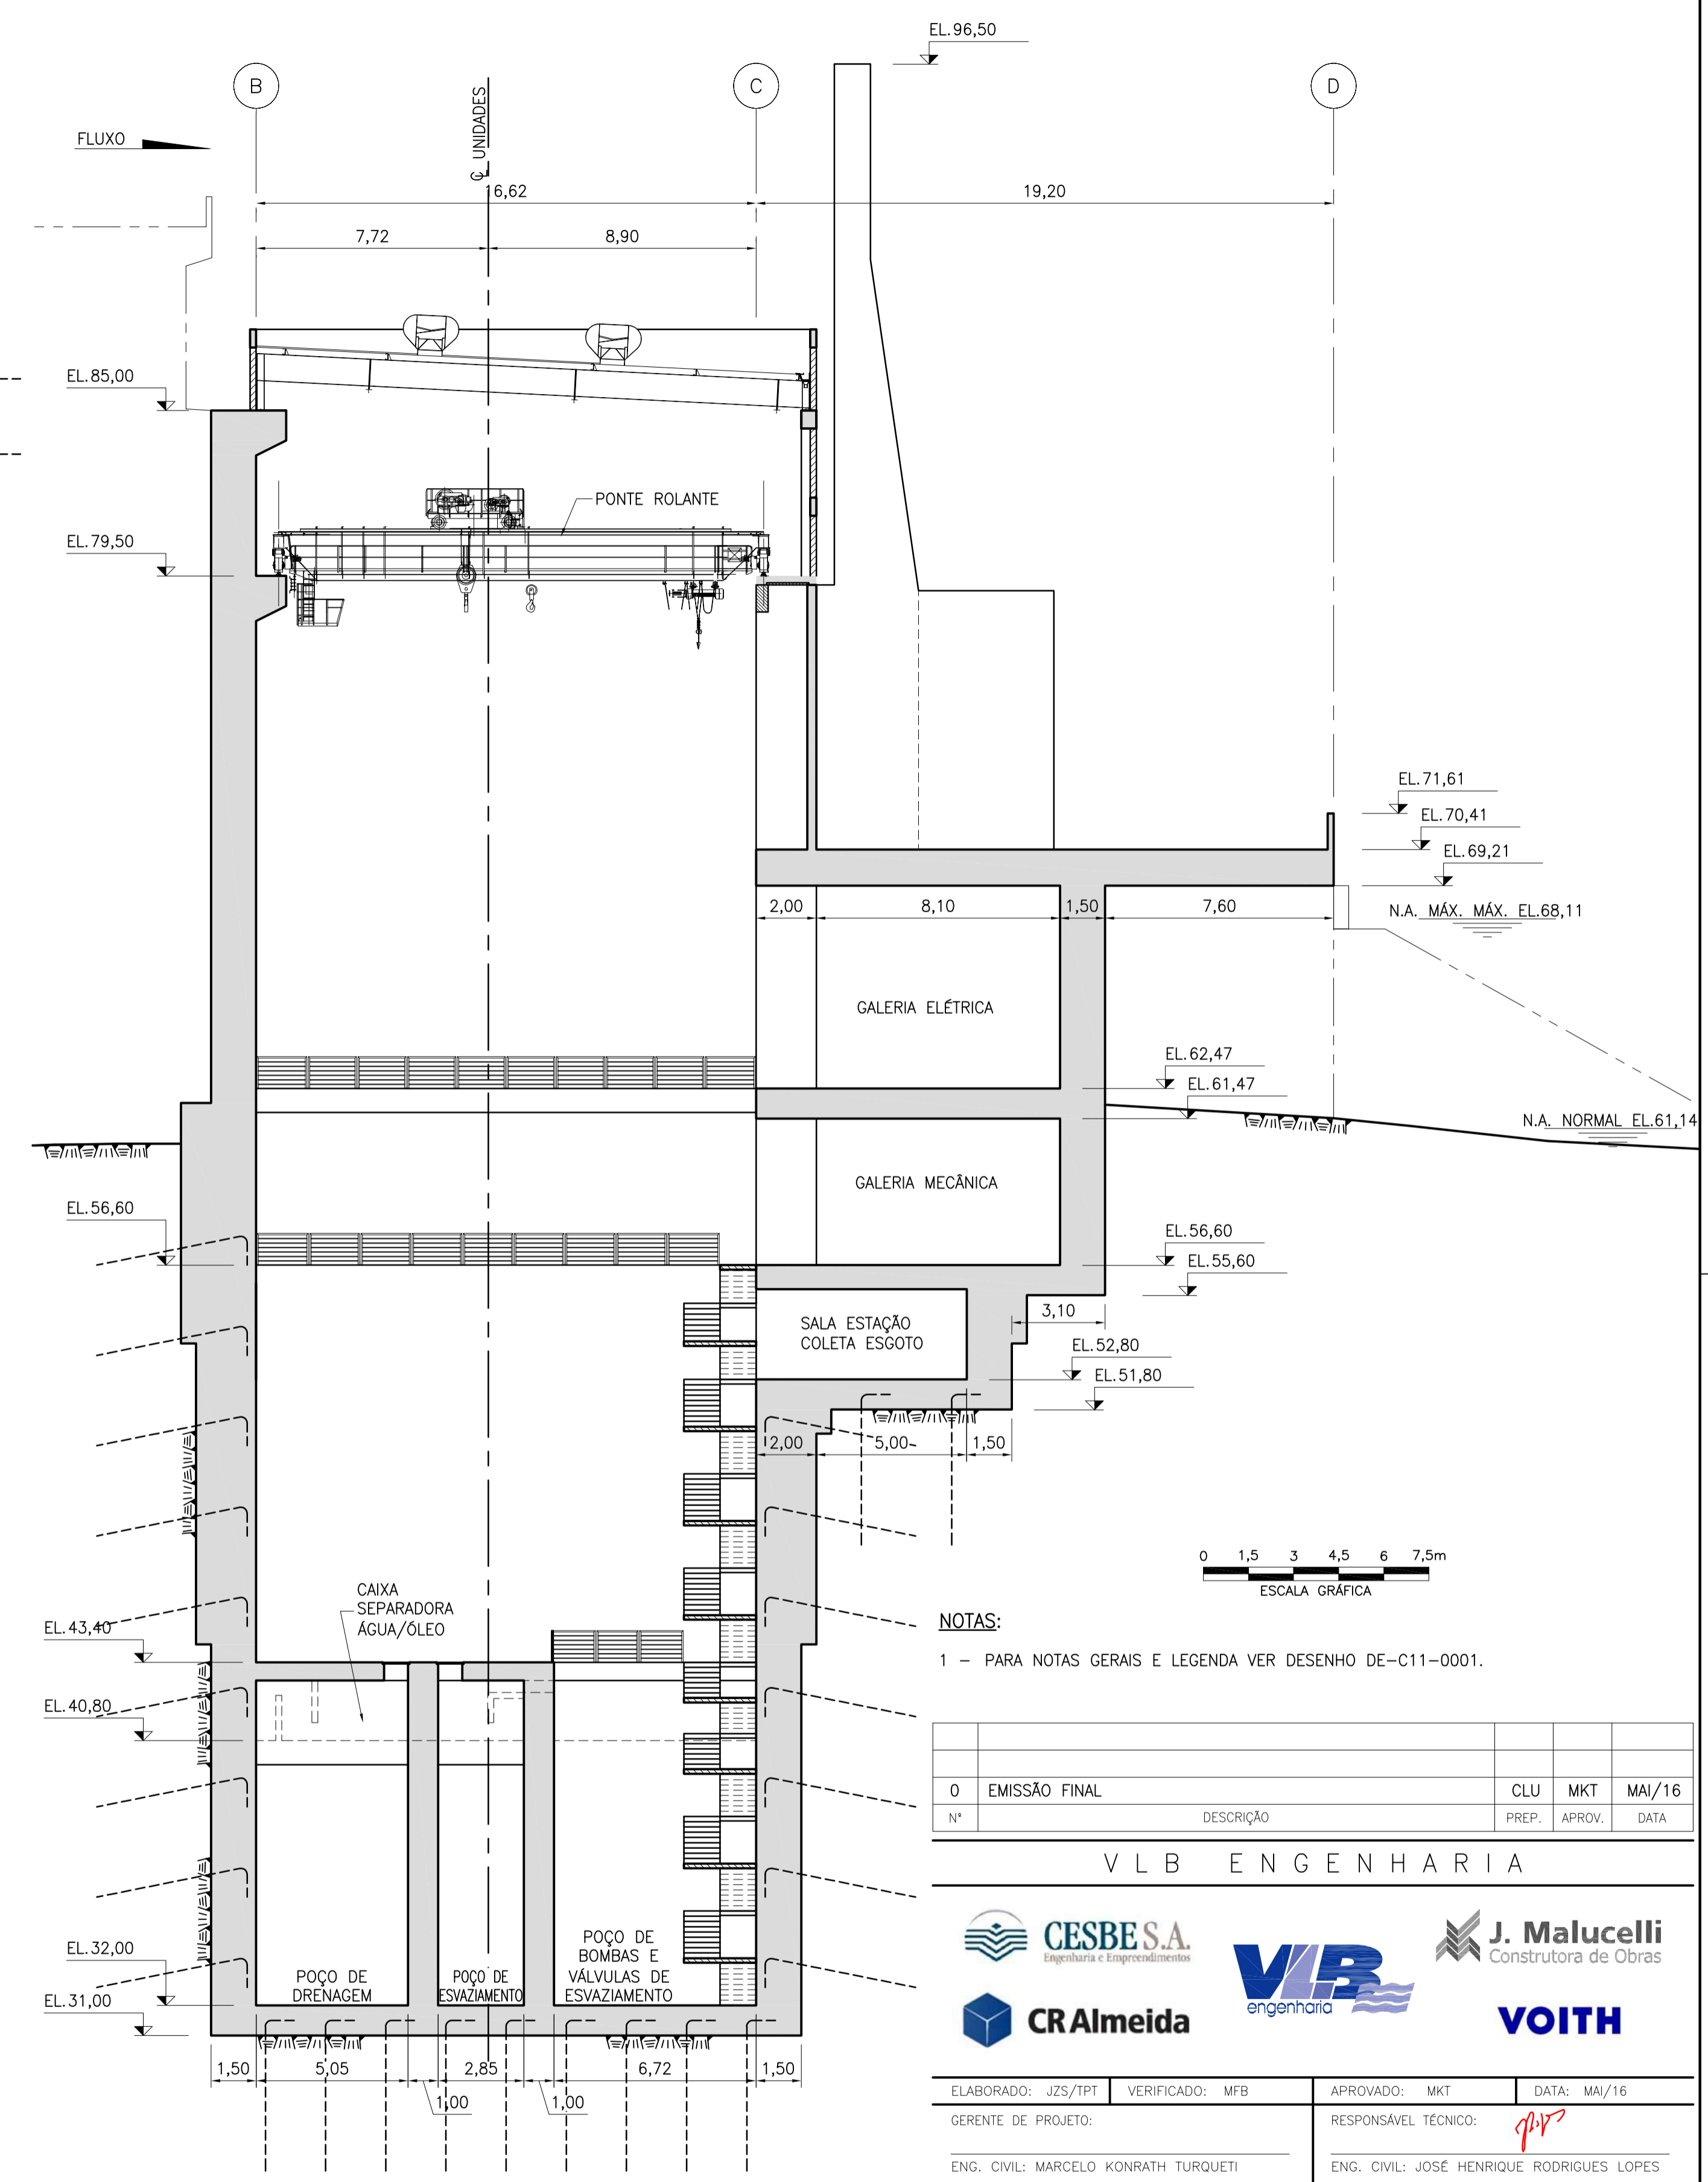 EL.96,50
B
C
D
FLUXO
℄ UNIDADES
16,62
19,20
7,72
8,90
EL.85,00
PONTE ROLANTE
EL.79,50
EL.71,61
EL.70,41
EL.69,21
2,00
8,10
1,50
7,60
N.A. MÁX. MÁX. EL.68,11
GALERIA ELÉTRICA
EL.62,47
EL.61,47
N.A. NORMAL EL.61,14
GALERIA MECÂNICA
EL.56,60
EL.56,60
EL.55,60
3,10
SALA ESTAÇÃO
COLETA ESGOTO
EL.52,80
EL.51,80
2,00
5,00
1,50
0 1,5 3 4,5 6 7,5m
ESCALA GRÁFICA
CAIXA
SEPARADORA
ÁGUA/ÓLEO
EL.43,40
NOTAS:
1 – PARA NOTAS GERAIS E LEGENDA VER DESENHO DE–C11–0001.
EL.40,80
0 EMISSÃO FINAL CLU MKT MAI/16
Nº DESCRIÇÃO PREP. APROV. DATA
VLB ENGENHARIA
CESBE S.A.
Engenharia e Empreendimentos
J. Malucelli
Construtora de Obras
VLB
engenharia
CR Almeida
VOITH
EL.32,00
EL.31,00
POÇO DE
DRENAGEM
POÇO DE
ESVAZIAMENTO
POÇO DE
BOMBAS E
VÁLVULAS DE
ESVAZIAMENTO
1,50
5,05
2,85
6,72
1,50
1,00
1,00
ELABORADO: JZS/TPT VERIFICADO: MFB APROVADO: MKT DATA: MAI/16
GERENTE DE PROJETO:
RESPONSÁVEL TÉCNICO:
ENG. CIVIL: MARCELO KONRATH TURQUETI
ENG. CIVIL: JOSÉ HENRIQUE RODRIGUES LOPES